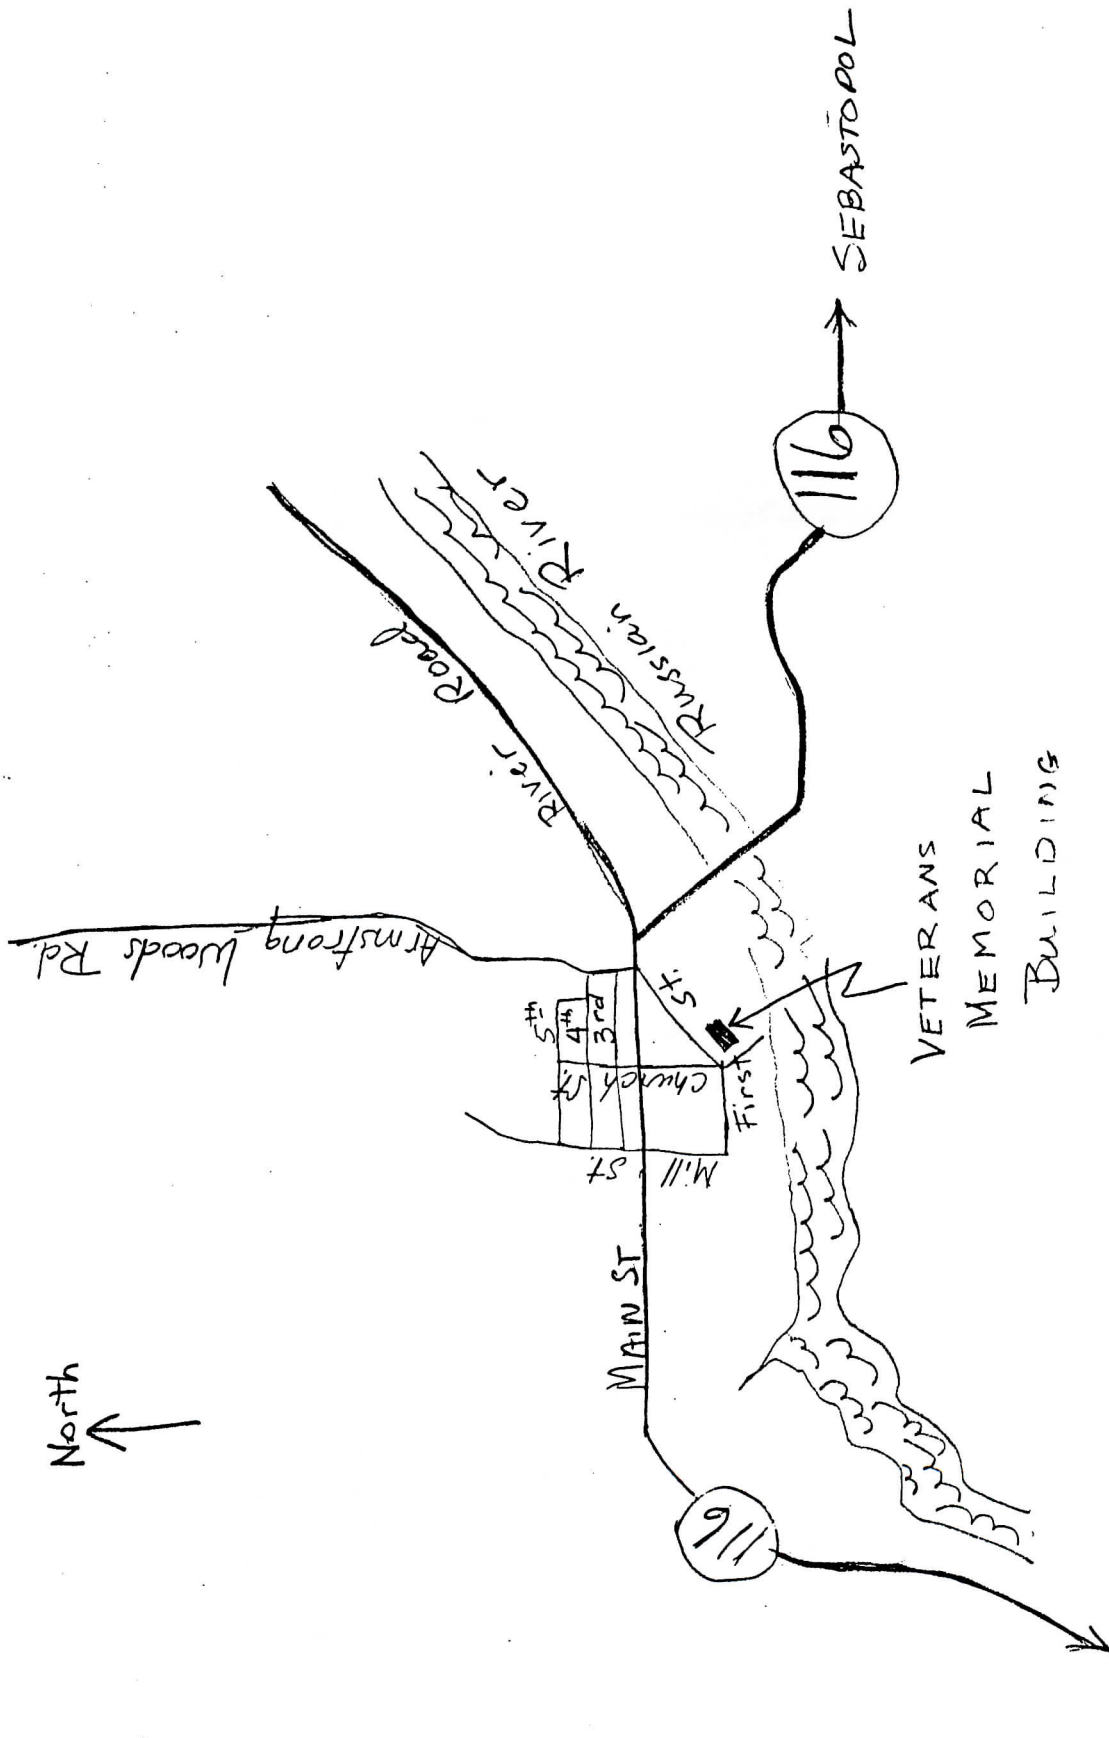 North
Armstrong Woods Rd.
River Road
Russian River
5th
4th
3rd
Church St.
Mill St.
MAIN ST
First St.
116
116
SEBASTOPOL
VETERANS
MEMORIAL
BUILDING